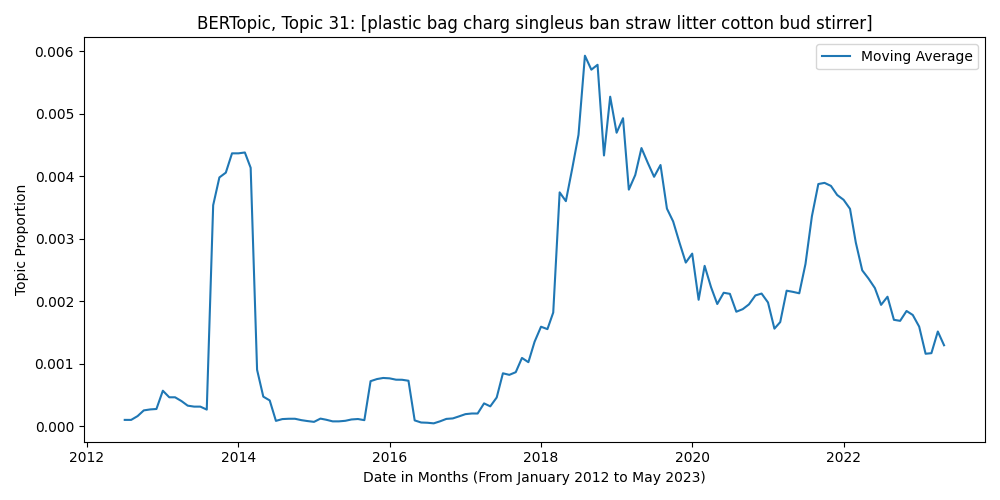 BERTopic, Topic 31: [plastic bag charg singleus ban straw litter cotton bud stirrer]
Moving Average
0.006
0.005
0.004
0.003
0.002
0.001
0.000
Topic Proportion
2012 2014 2016 2018 2020 2022
Date in Months (From January 2012 to May 2023)